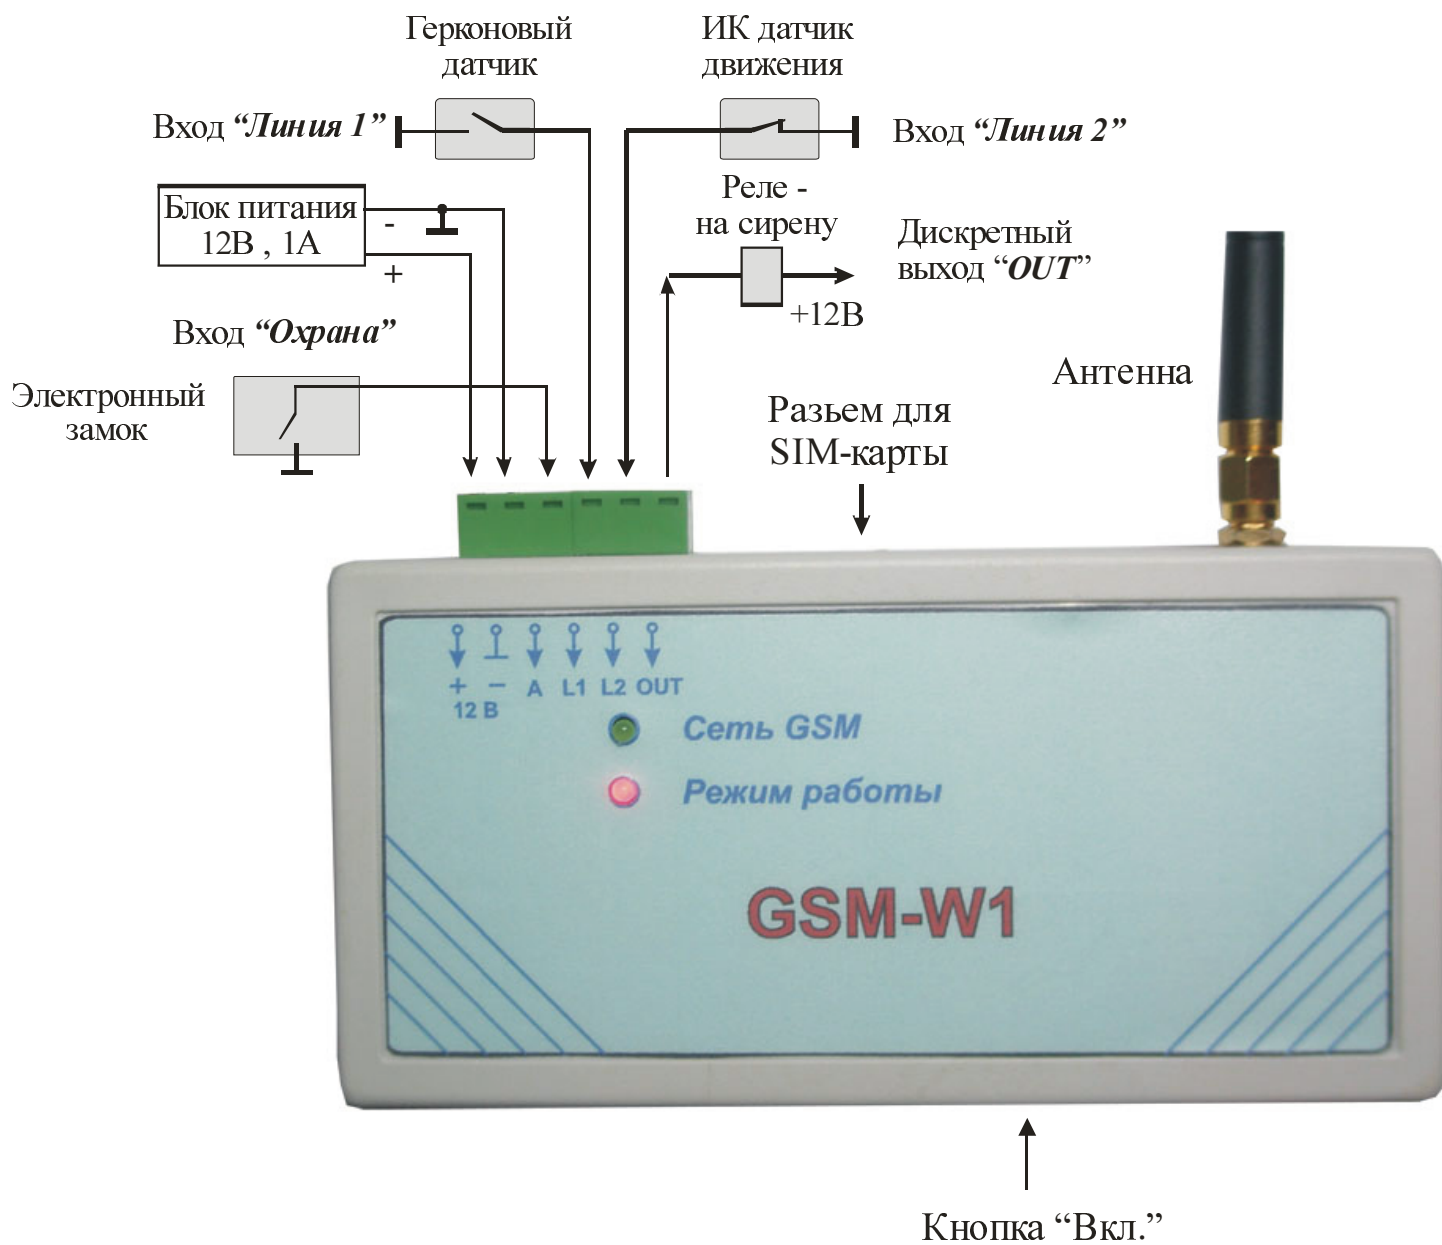 Герконовый
датчик
ИК датчик
движения
Вход “Линия 1”
Вход “Линия 2”
Блок питания
12В , 1А
-
+
Реле -
на сирену
+12В
Дискретный
выход “OUT”
Вход “Охрана”
Электронный
замок
Разьем для
SIM-карты
Антенна
+ − A L1 L2 OUT
12 В
Сеть GSM
Режим работы
GSM-W1
Кнопка “Вкл.”